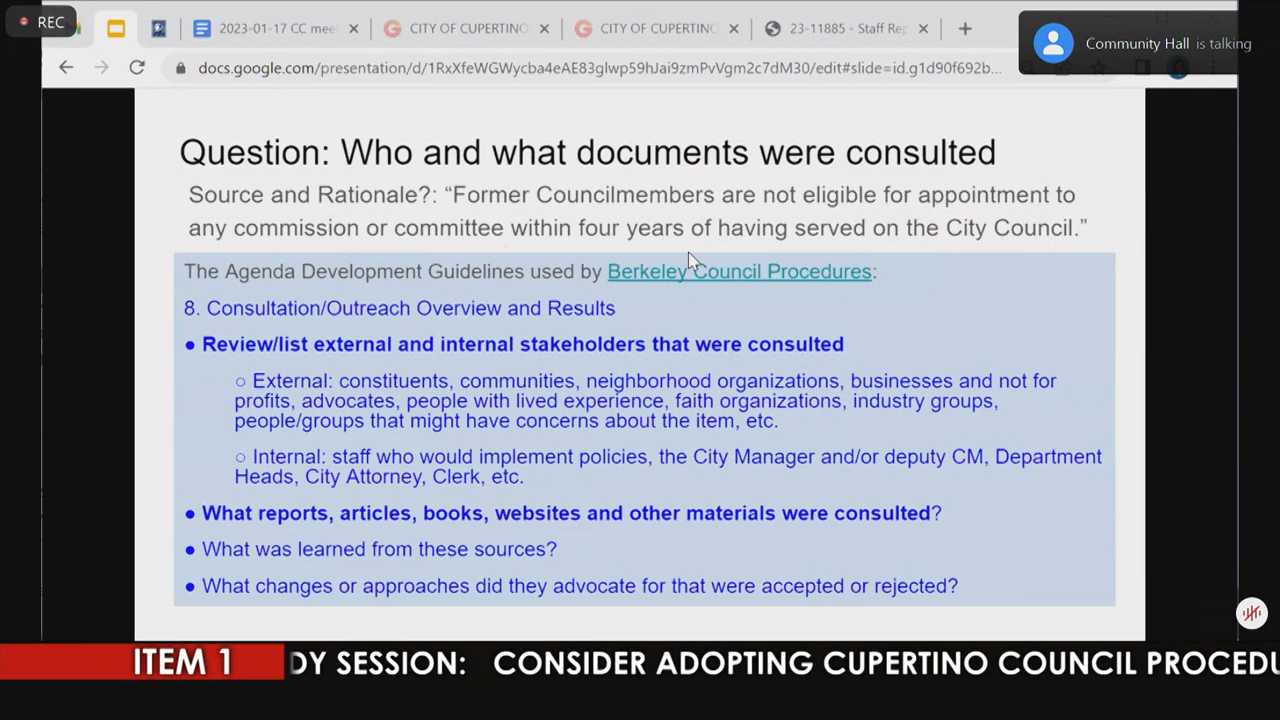 REC
2023-01-17 CC mee
CITY OF CUPERTINO
CITY OF CUPERTINO
23-11885 - Staff Re
Community Hall is talking
docs.google.com/presentation/d/1RxXfeWGWycba4eAE83glwp59hJai9zmPvVgm2c7dM30/edit#slide=id.g1d90f692b...
Question: Who and what documents were consulted
Source and Rationale?: “Former Councilmembers are not eligible for appointment to
any commission or committee within four years of having served on the City Council.”
The Agenda Development Guidelines used by Berkeley Council Procedures:
8. Consultation/Outreach Overview and Results
● Review/list external and internal stakeholders that were consulted
○ External: constituents, communities, neighborhood organizations, businesses and not for
profits, advocates, people with lived experience, faith organizations, industry groups,
people/groups that might have concerns about the item, etc.
○ Internal: staff who would implement policies, the City Manager and/or deputy CM, Department
Heads, City Attorney, Clerk, etc.
● What reports, articles, books, websites and other materials were consulted?
● What was learned from these sources?
● What changes or approaches did they advocate for that were accepted or rejected?
ITEM 1
DY SESSION: CONSIDER ADOPTING CUPERTINO COUNCIL PROCEDU